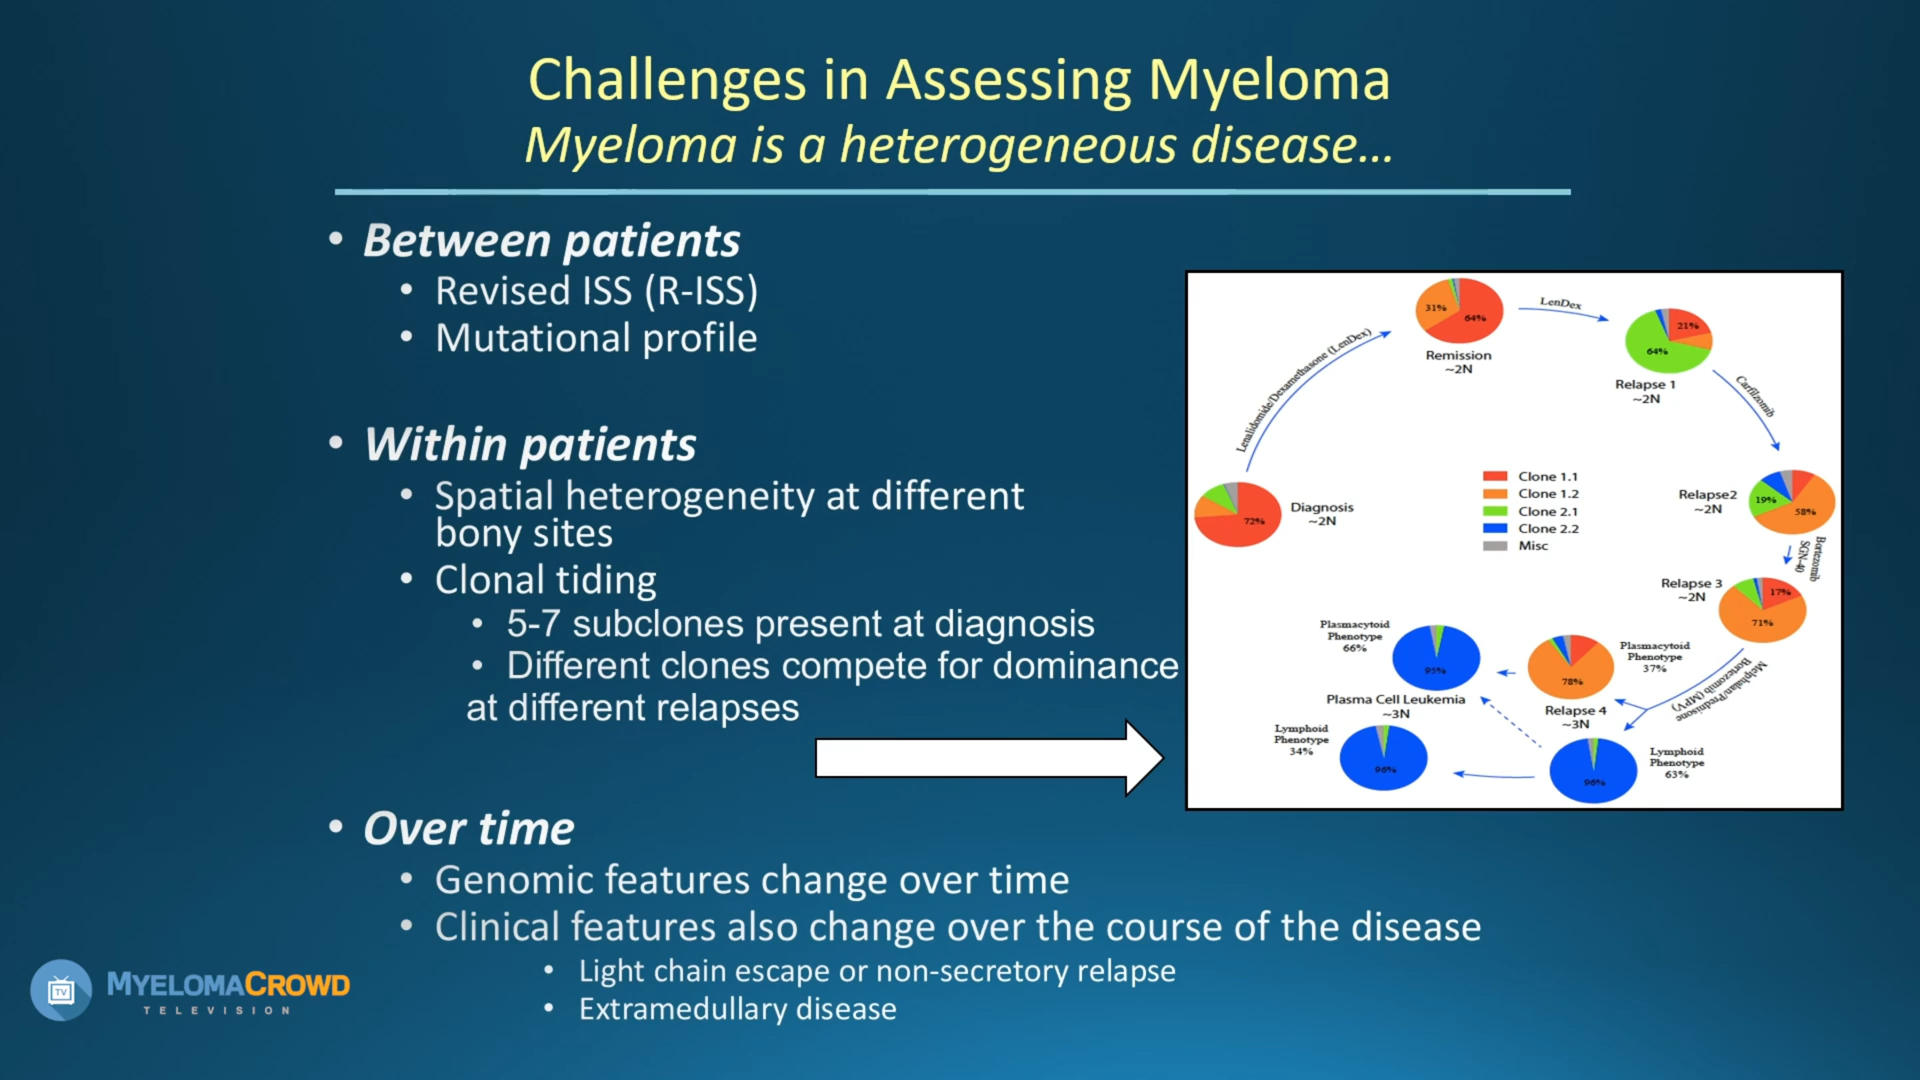 Challenges in Assessing Myeloma
Myeloma is a heterogeneous disease...
• Between patients
• Revised ISS (R-ISS)
• Mutational profile
• Within patients
• Spatial heterogeneity at different
bony sites
• Clonal tiding
• 5-7 subclones present at diagnosis
• Different clones compete for dominance
at different relapses
• Over time
• Genomic features change over time
• Clinical features also change over the course of the disease
• Light chain escape or non-secretory relapse
• Extramedullary disease
72%
Diagnosis
~2N
Lenalidomide/Dexamethasone (LenDex)
31%
64%
Remission
~2N
LenDex
21%
64%
Relapse 1
~2N
Carfilzomib
Relapse2
~2N
19%
58%
Bortezomib
SGN-40
Relapse 3
~2N
17%
71%
Melphalan/Prednisone
Bortezomib (MPV)
Clone 1.1
Clone 1.2
Clone 2.1
Clone 2.2
Misc
Plasmacytoid
Phenotype
66%
95%
Plasma Cell Leukemia
~3N
78%
Plasmacytoid
Phenotype
37%
Relapse 4
~3N
Lymphoid
Phenotype
34%
96%
96%
Lymphoid
Phenotype
63%
TV
MYELOMACROWD
TELEVISION